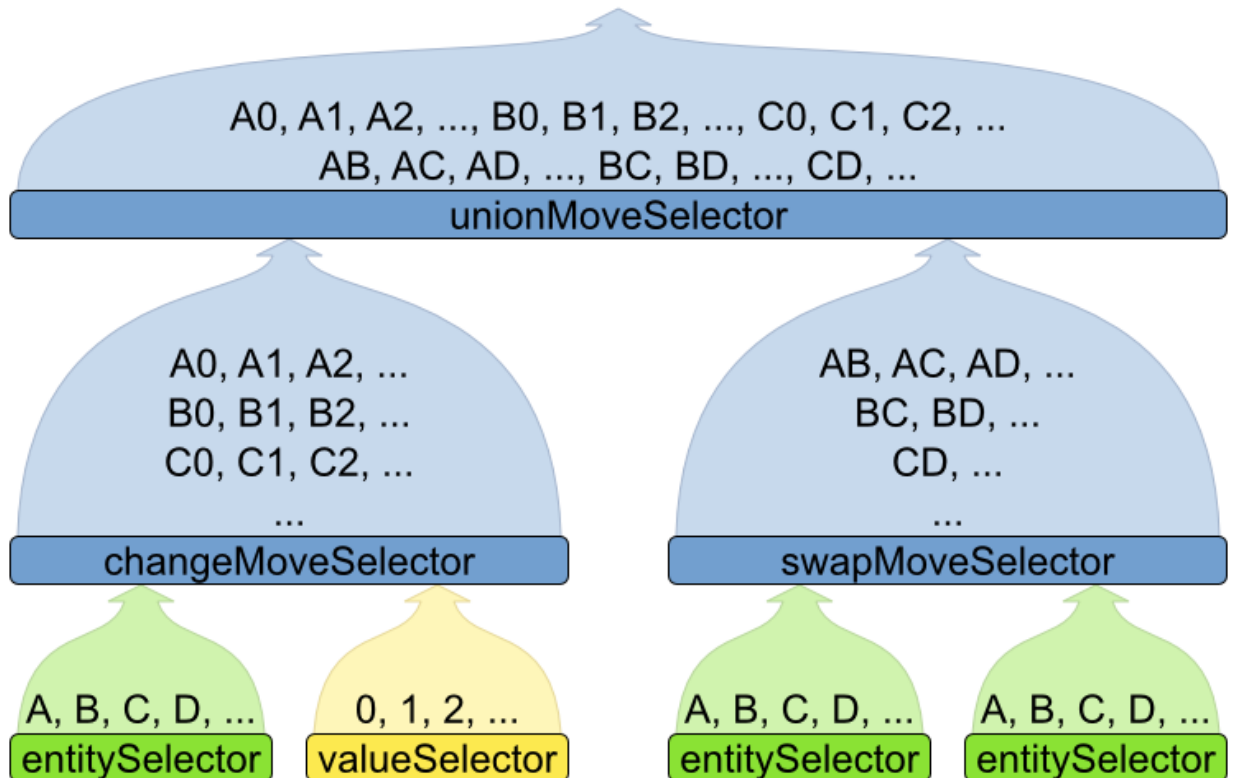 A0, A1, A2, ..., B0, B1, B2, ..., C0, C1, C2, ...
AB, AC, AD, ..., BC, BD, ..., CD, ...
unionMoveSelector
A0, A1, A2, ...
B0, B1, B2, ...
C0, C1, C2, ...
...
changeMoveSelector
AB, AC, AD, ...
BC, BD, ...
CD, ...
...
swapMoveSelector
A, B, C, D, ...
entitySelector
0, 1, 2, ...
valueSelector
A, B, C, D, ...
entitySelector
A, B, C, D, ...
entitySelector